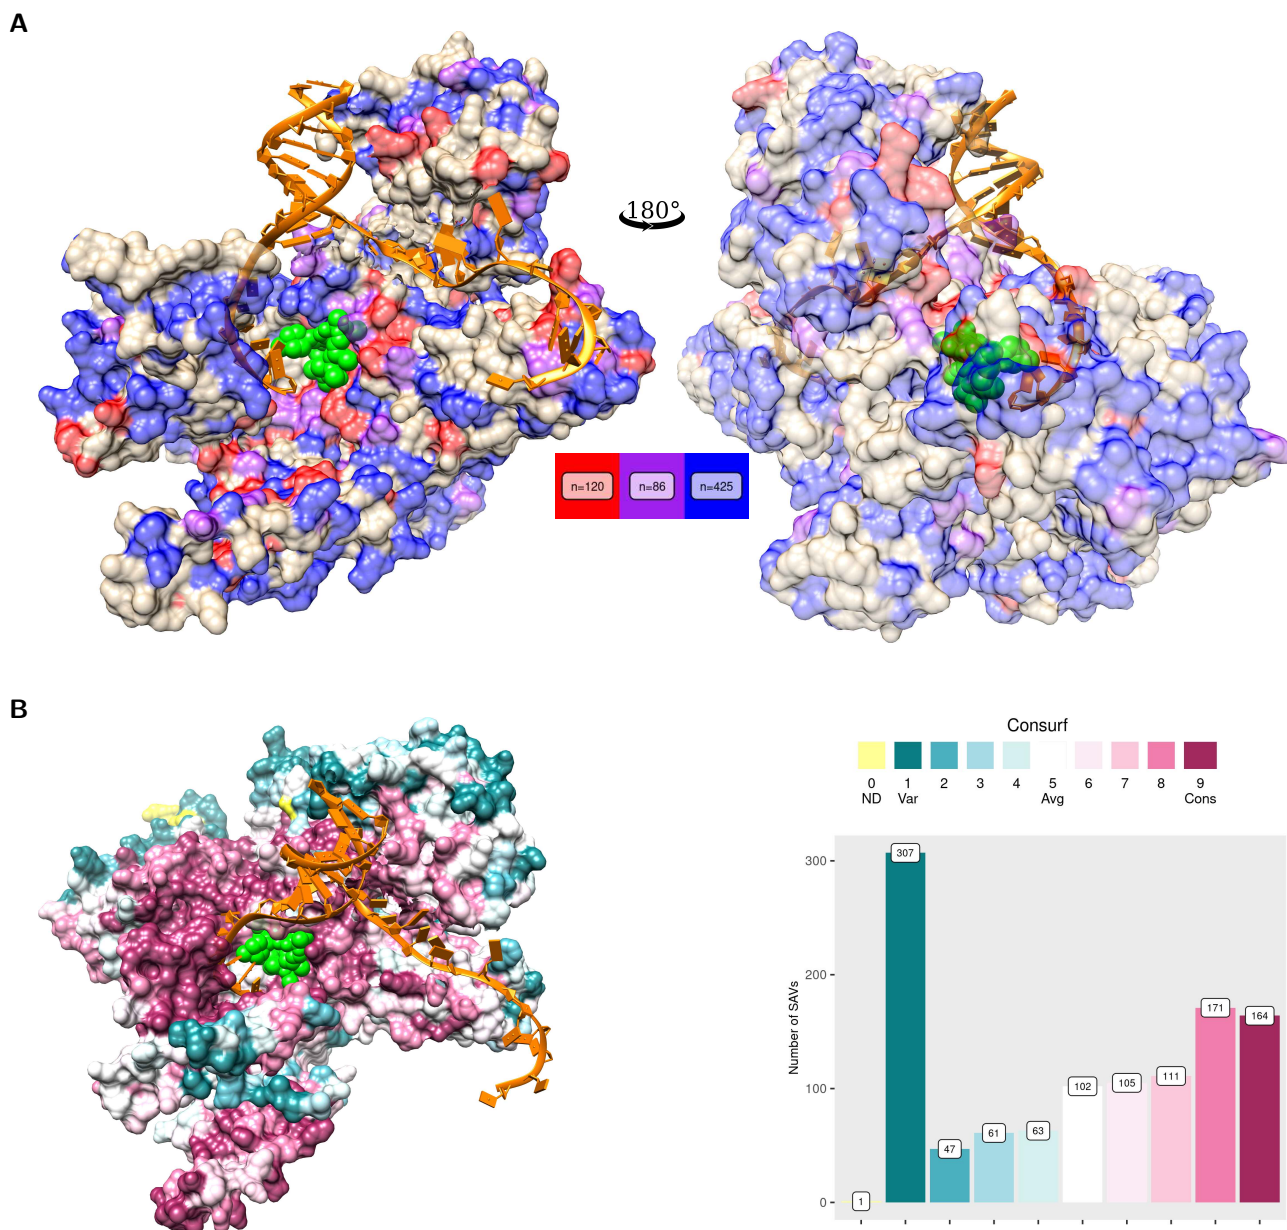 A
180°
n=120 n=86 n=425
B
Consurf
0 1 2 3 4 5 6 7 8 9
ND Var Avg Cons
Number of SAVs
300
200
100
0
1 307 47 61 63 102 105 111 171 164